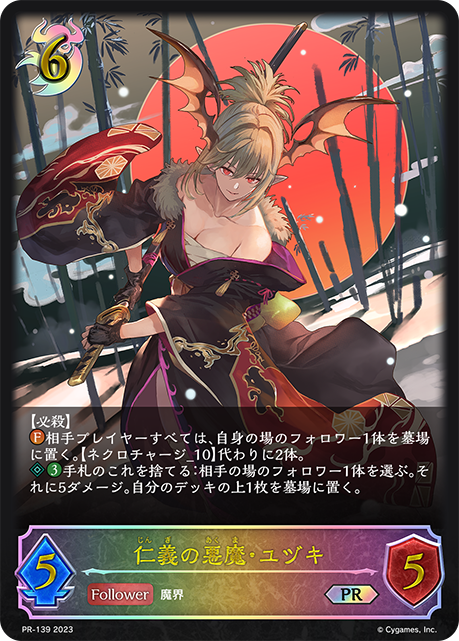 6
【必殺】
F 相手プレイヤーすべては、自身の場のフォロワー1体を墓場
に置く。【ネクロチャージ_10】代わりに2体。
3 手札のこれを捨てる:相手の場のフォロワー1体を選ぶ。そ
れに5ダメージ。自分のデッキの上1枚を墓場に置く。
じんぎ あくま
仁義の悪魔・ユヅキ
5
5
Follower 魔界
PR
PR-139 2023
© Cygames, Inc.